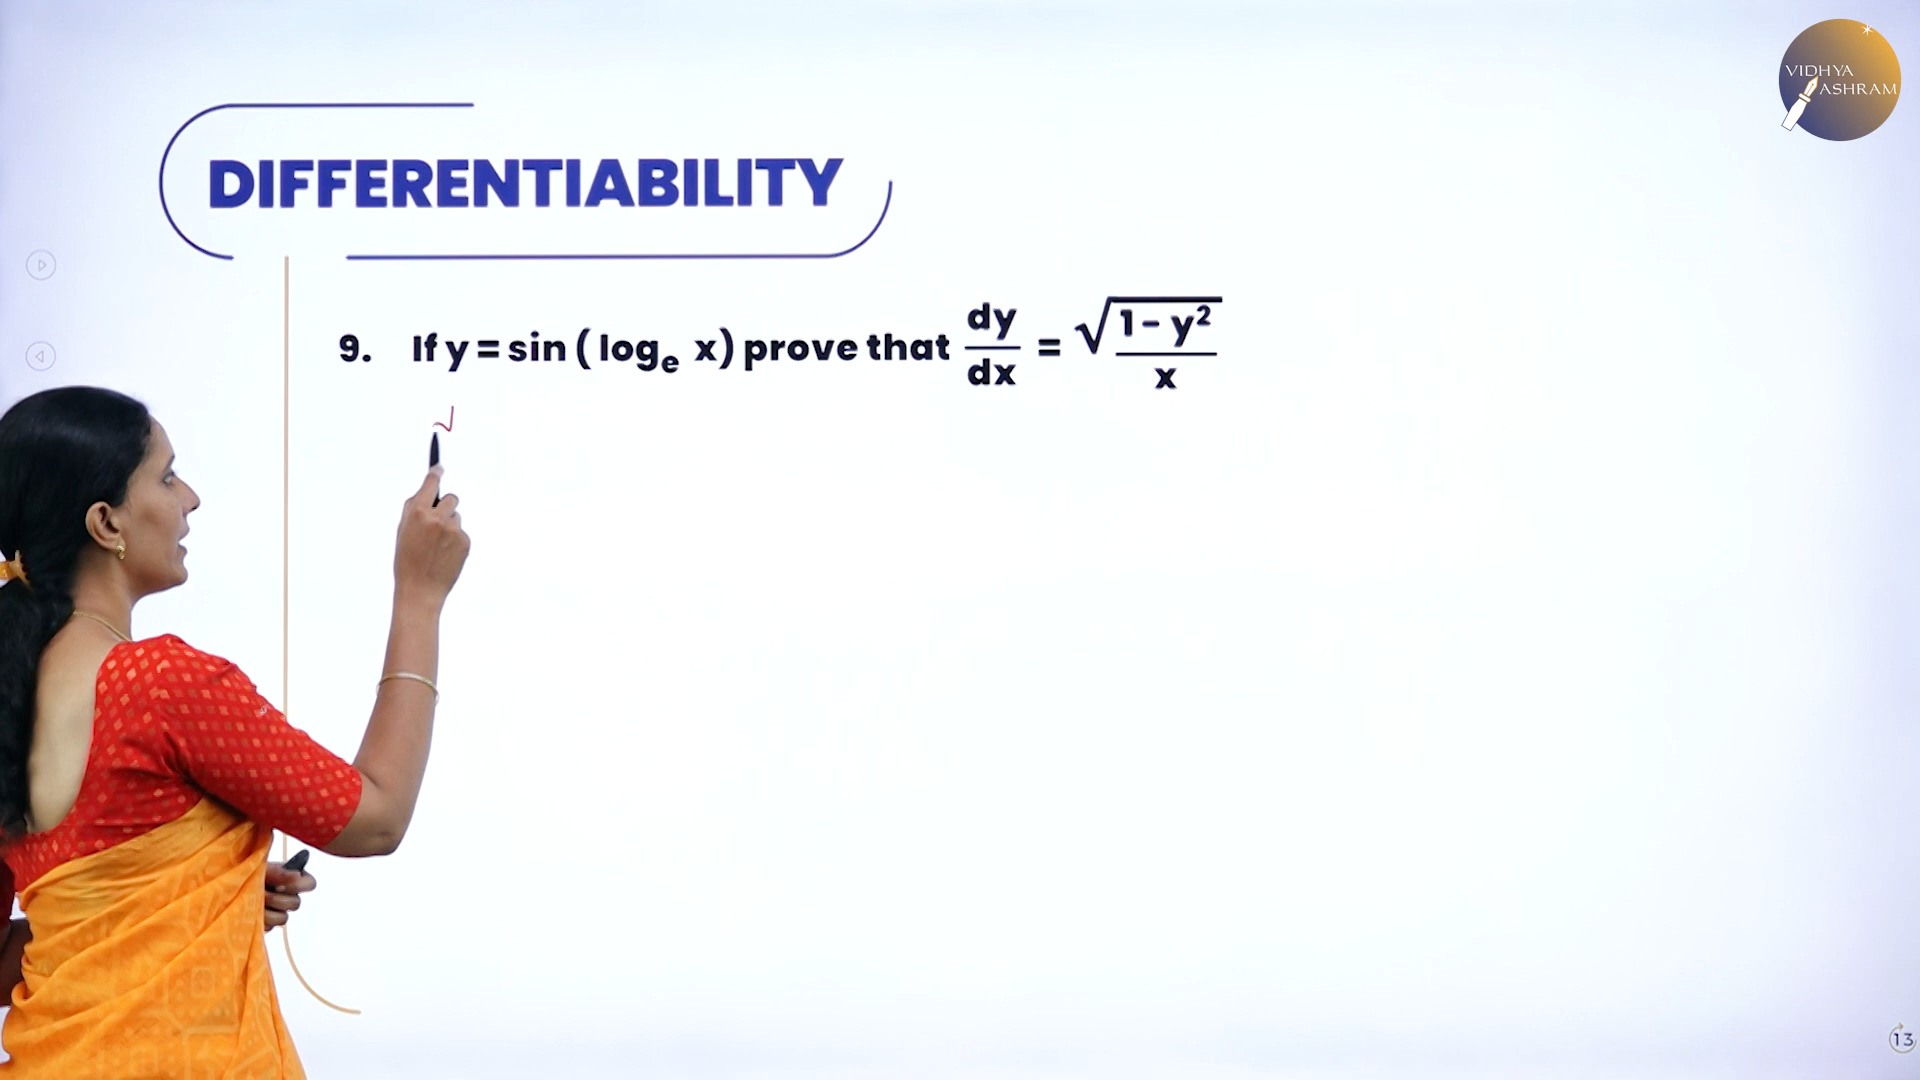 VIDHYA
ASHRAM
DIFFERENTIABILITY
9. If y = sin ( logₑ x) prove that dy/dx = √(1 - y²)/x
13